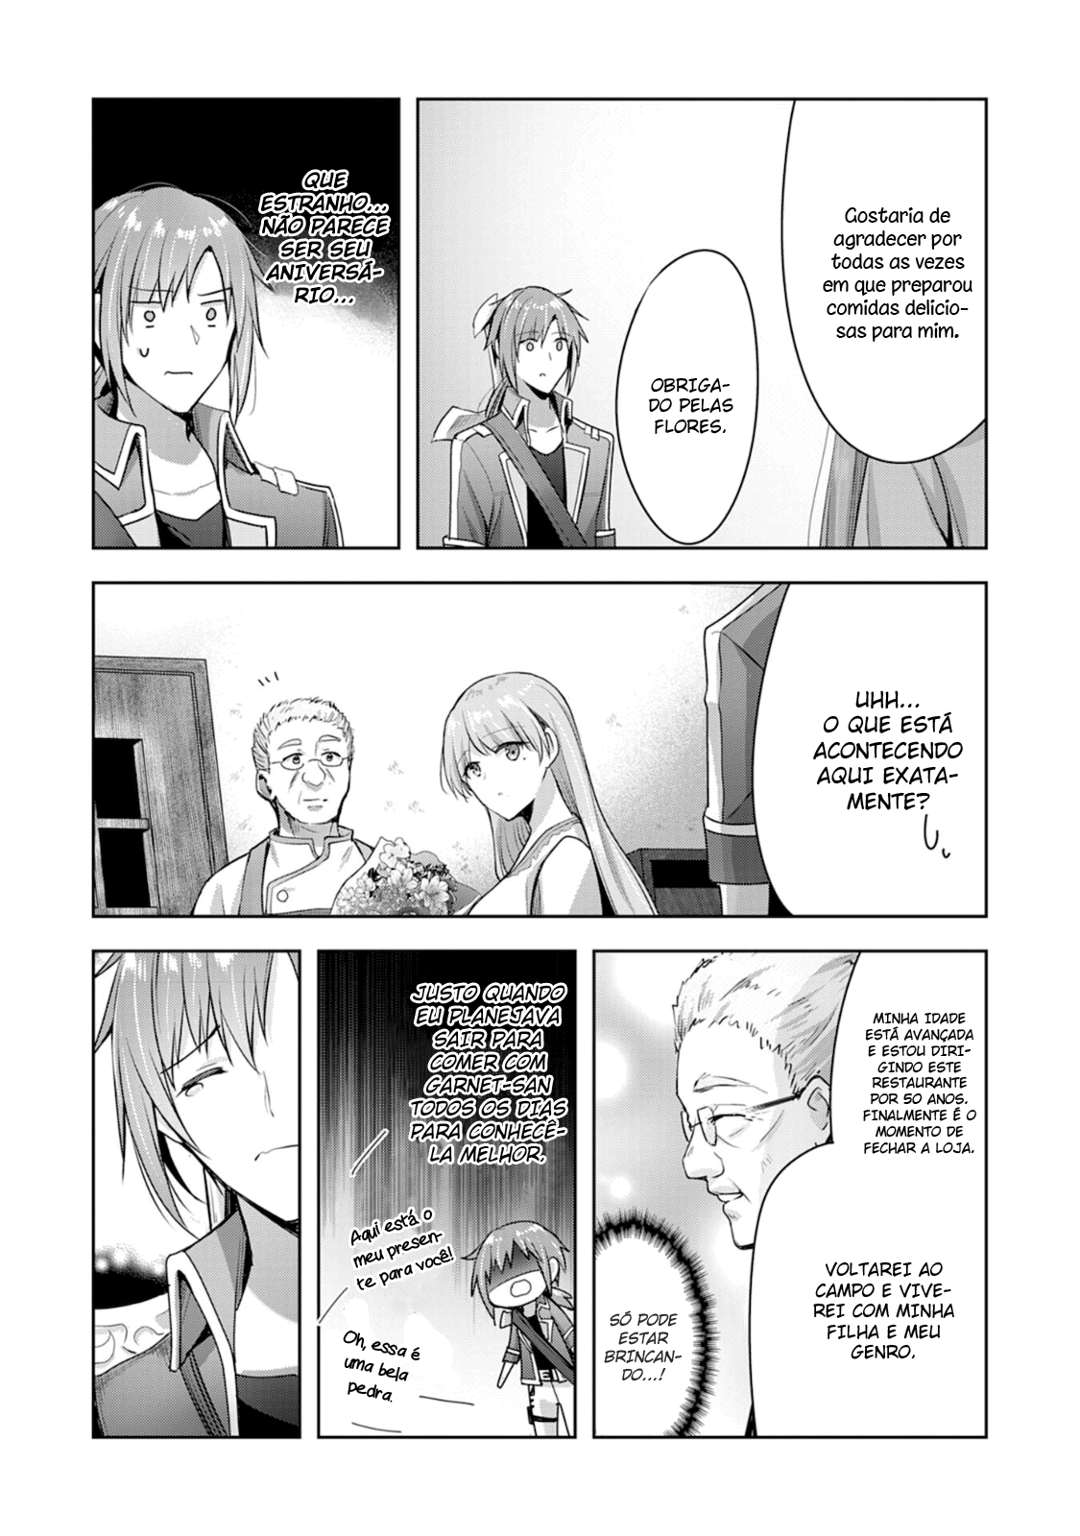 Gostaria de
agradecer por
todas as vezes
em que preparou
comidas delicio-
sas para mim.
OBRIGA-
DO PELAS
FLORES.
QUE
ESTRANHO...
NÃO PARECE
SER SEU
ANIVERSÁ-
RIO...
UHH...
O QUE ESTÁ
ACONTECENDO
AQUI EXATA-
MENTE?
MINHA IDADE
ESTÁ AVANÇADA
E ESTOU DIRI-
GINDO ESTE
RESTAURANTE
POR 50 ANOS.
FINALMENTE É O
MOMENTO DE
FECHAR A LOJA.
VOLTAREI AO
CAMPO E VIVE-
REI COM MINHA
FILHA E MEU
GENRO.
SÓ PODE
ESTAR
BRINCAN-
DO...!
JUSTO QUANDO
EU PLANEJAVA
SAIR PARA
COMER COM
GARNET-SAN
TODOS OS DIAS
PARA CONHECÊ-
LA MELHOR.
Aqui está o
meu presen-
te para você!
Oh, essa é
uma bela
pedra.